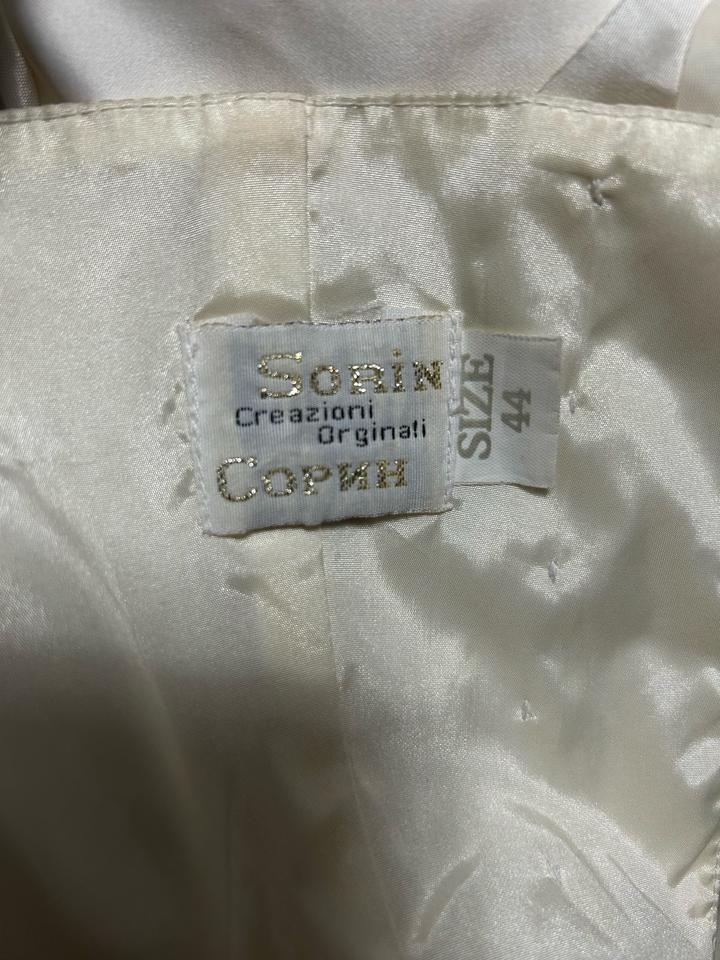 SORiN
Creazioni
Orginali
СОРИН
SIZE
44